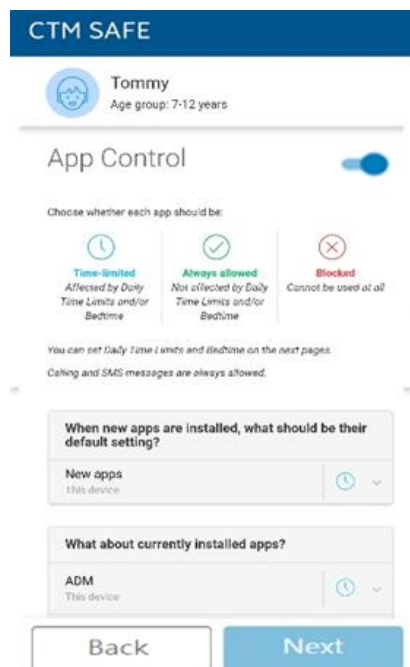 CTM SAFE
Tommy
Age group: 7-12 years
App Control
Choose whether each app should be:
Time-limited
Affected by Daily
Time Limits and/or
Bedtime
Always allowed
Not affected by Daily
Time Limits and/or
Bedtime
Blocked
Cannot be used at all
You can set Daily Time Limits and Bedtime on the next pages.
Calling and SMS messages are always allowed.
When new apps are installed, what should be their
default setting?
New apps
This device
What about currently installed apps?
ADM
This device
Back
Next